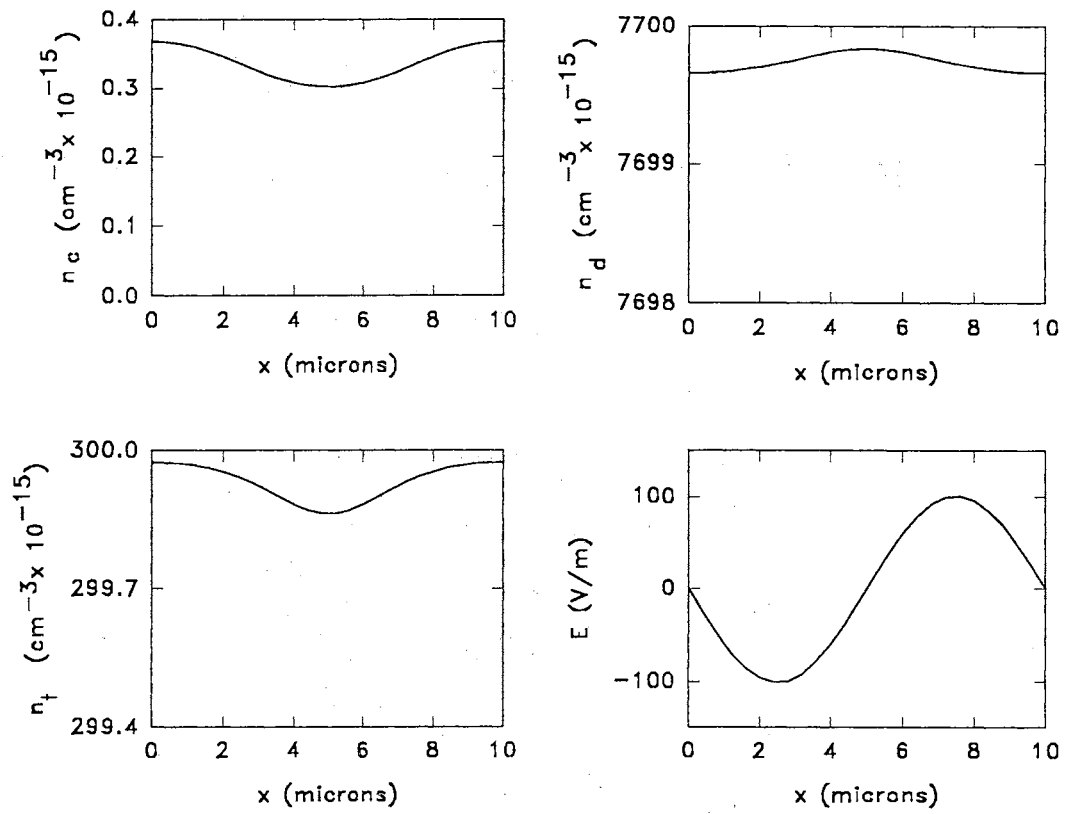 n_c (cm⁻³ x 10⁻¹⁵)
0.4
0.3
0.2
0.1
0.0
0 2 4 6 8 10
x (microns)
n_d (cm⁻³ x 10⁻¹⁵)
7700
7699
7698
0 2 4 6 8 10
x (microns)
n_t (cm⁻³ x 10⁻¹⁵)
300.0
299.7
299.4
0 2 4 6 8 10
x (microns)
E (V/m)
100
0
-100
0 2 4 6 8 10
x (microns)